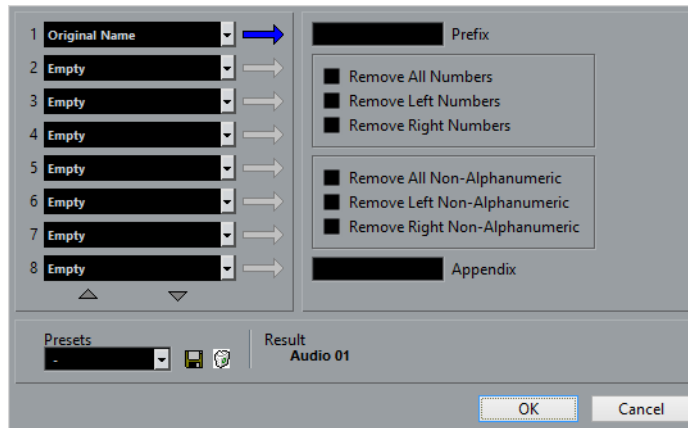 1 Original Name
2 Empty
3 Empty
4 Empty
5 Empty
6 Empty
7 Empty
8 Empty
Prefix
Remove All Numbers
Remove Left Numbers
Remove Right Numbers
Remove All Non-Alphanumeric
Remove Left Non-Alphanumeric
Remove Right Non-Alphanumeric
Appendix
Presets
-
Result
Audio 01
OK
Cancel